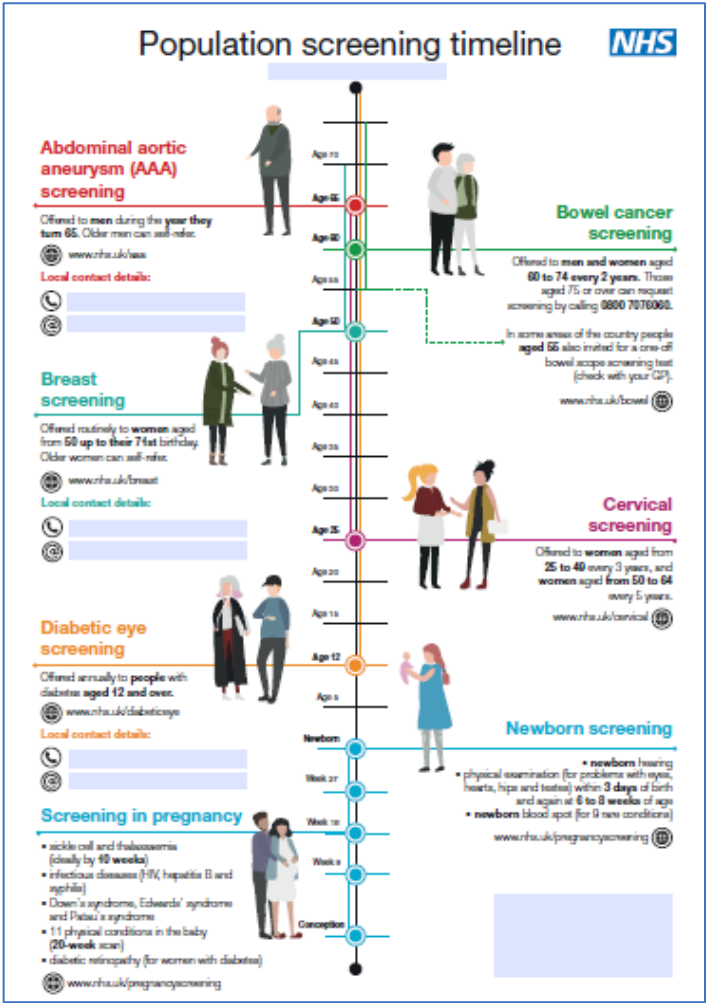 Population screening timeline
NHS
Abdominal aortic
aneurysm (AAA)
screening
Offered to men during the year they
turn 65. Older men can self-refer.
www.nhs.uk/aaa
Local contact details:
Breast
screening
Offered routinely to women aged
from 50 up to their 71st birthday.
Older women can self-refer.
www.nhs.uk/breast
Local contact details:
Diabetic eye
screening
Offered annually to people with
diabetes aged 12 and over.
www.nhs.uk/diabeticeye
Local contact details:
Screening in pregnancy
▪ sickle cell and thalassaemia
(ideally by 10 weeks)
▪ infectious diseases (HIV, hepatitis B and
syphilis)
▪ Down's syndrome, Edwards' syndrome
and Patau's syndrome
▪ 11 physical conditions in the baby
(20-week scan)
▪ diabetic retinopathy (for women with diabetes)
www.nhs.uk/pregnancyscreening
Age 70
Age 65
Age 60
Age 55
Age 50
Age 45
Age 40
Age 35
Age 30
Age 25
Age 20
Age 15
Age 12
Age 5
Newborn
Week 27
Week 18
Week 9
Conception
Bowel cancer
screening
Offered to men and women aged
60 to 74 every 2 years. Those
aged 75 or over can request
screening by calling 0800 7076060.
In some areas of the country people
aged 55 also invited for a one-off
bowel scope screening test
(check with your GP).
www.nhs.uk/bowel
Cervical
screening
Offered to women aged from
25 to 49 every 3 years, and
women aged from 50 to 64
every 5 years.
www.nhs.uk/cervical
Newborn screening
▪ newborn hearing
▪ physical examination (for problems with eyes,
hearts, hips and testes) within 3 days of birth
and again at 6 to 8 weeks of age
▪ newborn blood spot (for 9 rare conditions)
www.nhs.uk/pregnancyscreening